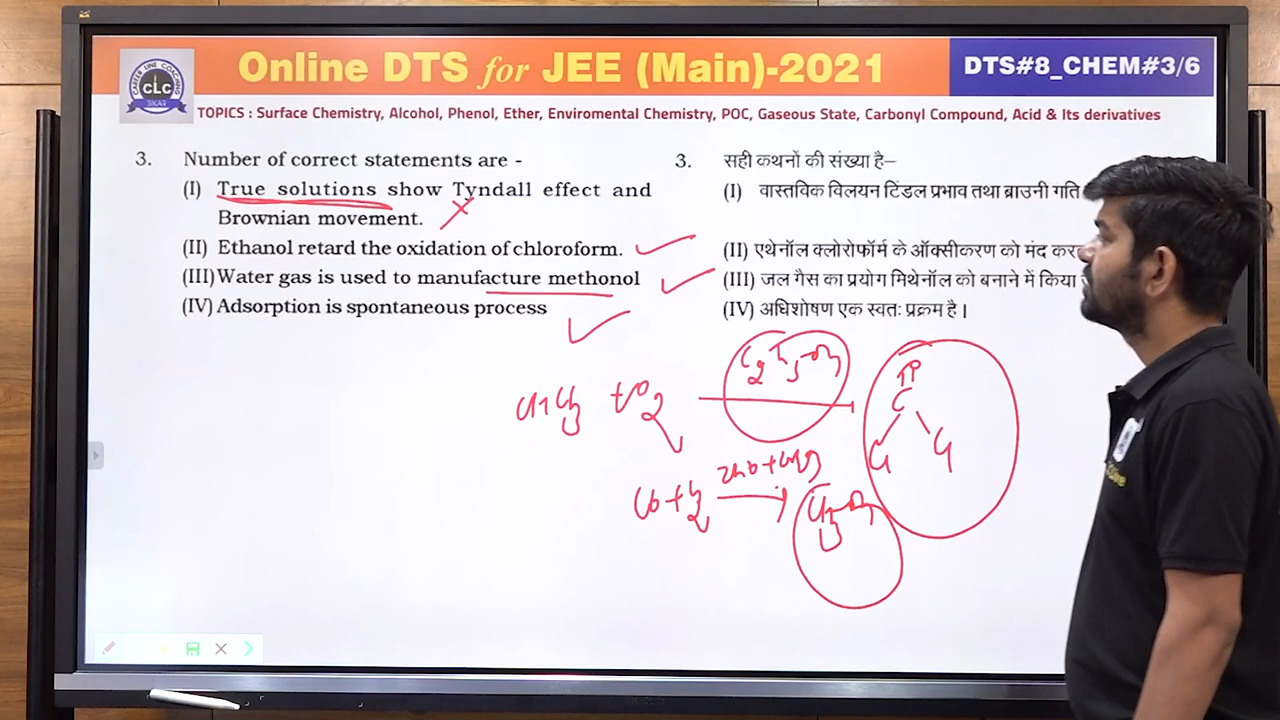 Online DTS for JEE (Main)-2021
DTS#8_CHEM#3/6
CAREER LINE COACHING
CLC
SIKAR
TOPICS : Surface Chemistry, Alcohol, Phenol, Ether, Enviromental Chemistry, POC, Gaseous State, Carbonyl Compound, Acid & Its derivatives
3. Number of correct statements are -
(I) True solutions show Tyndall effect and
Brownian movement.
(II) Ethanol retard the oxidation of chloroform.
(III) Water gas is used to manufacture methonol
(IV) Adsorption is spontaneous process
3. सही कथनों की संख्या है–
(I) वास्तविक विलयन टिंडल प्रभाव तथा ब्राउनी गति
(II) एथेनॉल क्लोरोफॉर्म के ऑक्सीकरण को मंद
(III) जल गैस का प्रयोग मिथेनॉल को बनाने में किया
(IV) अधिशोषण एक स्वतः प्रक्रम है।
C2H5OH
+O2
CO+H2
CH3OH